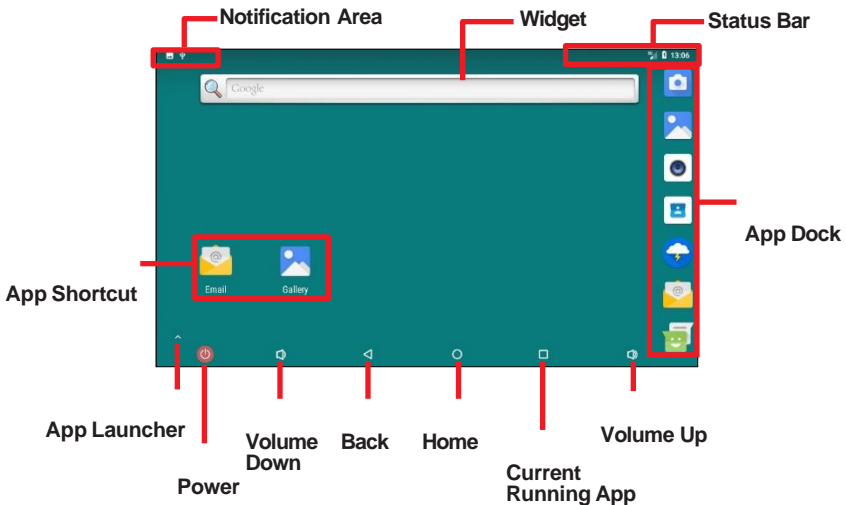 Notification Area
Widget
Status Bar
13:06
Google
App Dock
Email
Gallery
App Shortcut
App Launcher
Power
Volume
Down
Back
Home
Current
Running App
Volume Up